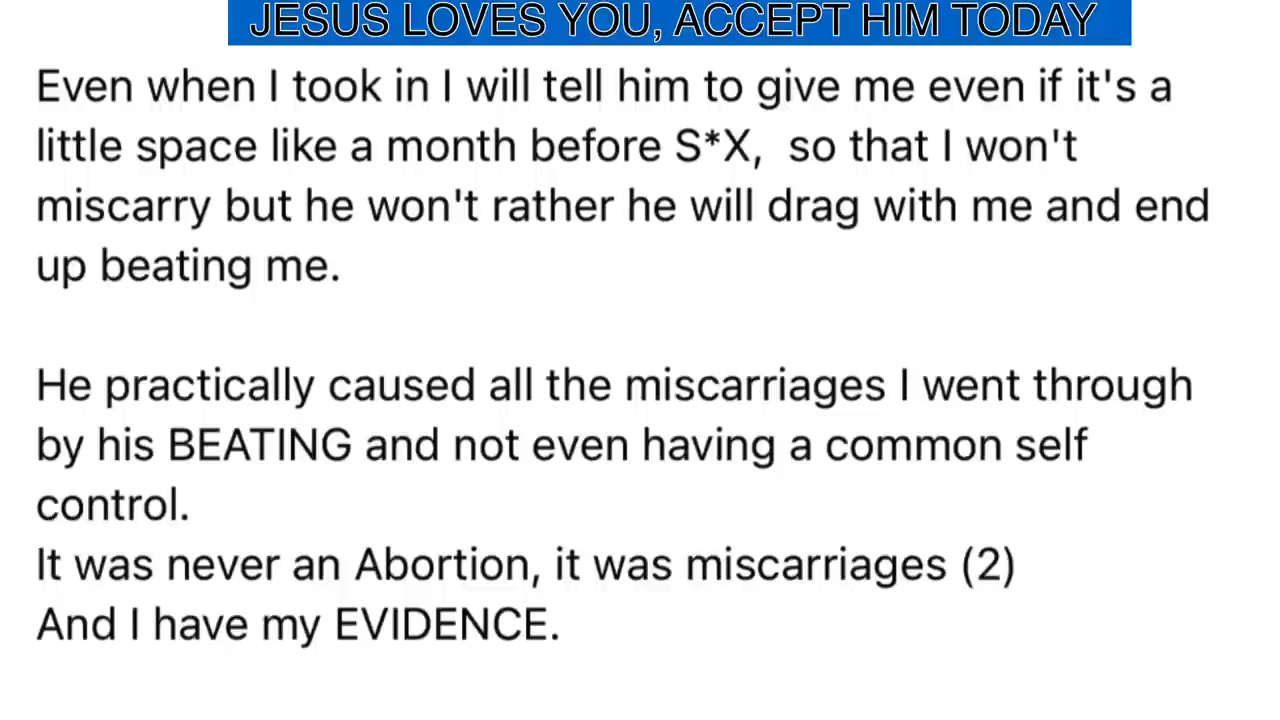 JESUS LOVES YOU, ACCEPT HIM TODAY
Even when I took in I will tell him to give me even if it's a
little space like a month before S*X,  so that I won't
miscarry but he won't rather he will drag with me and end
up beating me.
He practically caused all the miscarriages I went through
by his BEATING and not even having a common self
control.
It was never an Abortion, it was miscarriages (2)
And I have my EVIDENCE.